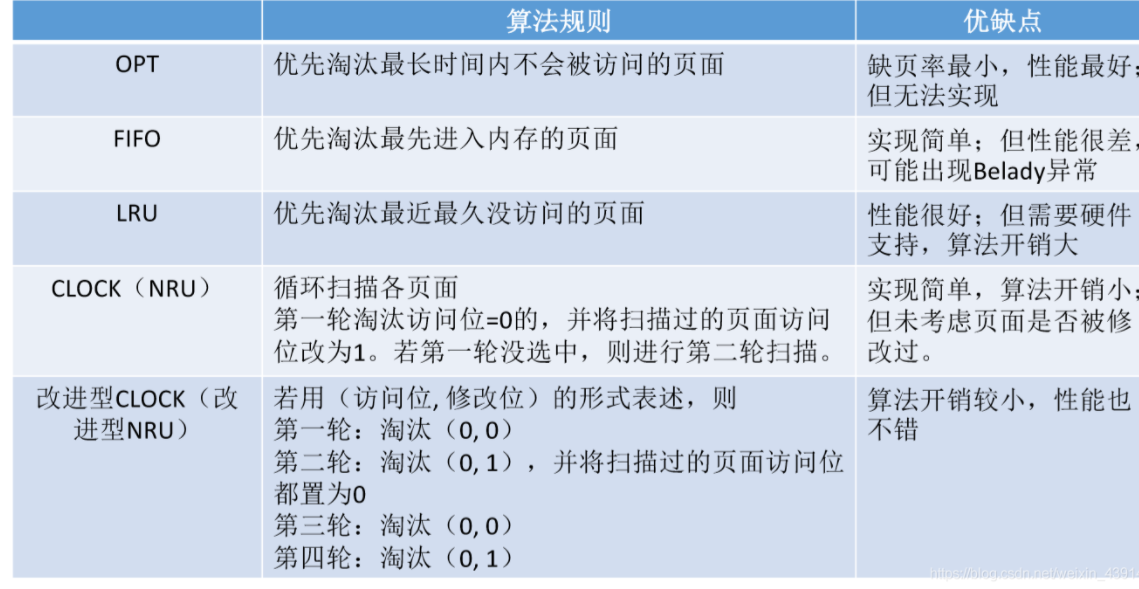 算法规则 优缺点
OPT 优先淘汰最长时间内不会被访问的页面 缺页率最小，性能最好；
但无法实现
FIFO 优先淘汰最先进入内存的页面 实现简单；但性能很差，
可能出现Belady异常
LRU 优先淘汰最近最久没访问的页面 性能很好；但需要硬件
支持，算法开销大
CLOCK（NRU） 循环扫描各页面
第一轮淘汰访问位=0的，并将扫描过的页面访问
位改为1。若第一轮没选中，则进行第二轮扫描。
实现简单，算法开销小；
但未考虑页面是否被修
改过。
改进型CLOCK（改
进型NRU）
若用（访问位, 修改位）的形式表述，则
第一轮：淘汰（0, 0）
第二轮：淘汰（0, 1），并将扫描过的页面访问位
都置为0
第三轮：淘汰（0, 0）
第四轮：淘汰（0, 1）
算法开销较小，性能也
不错
https://blog.csdn.net/weixin_4391